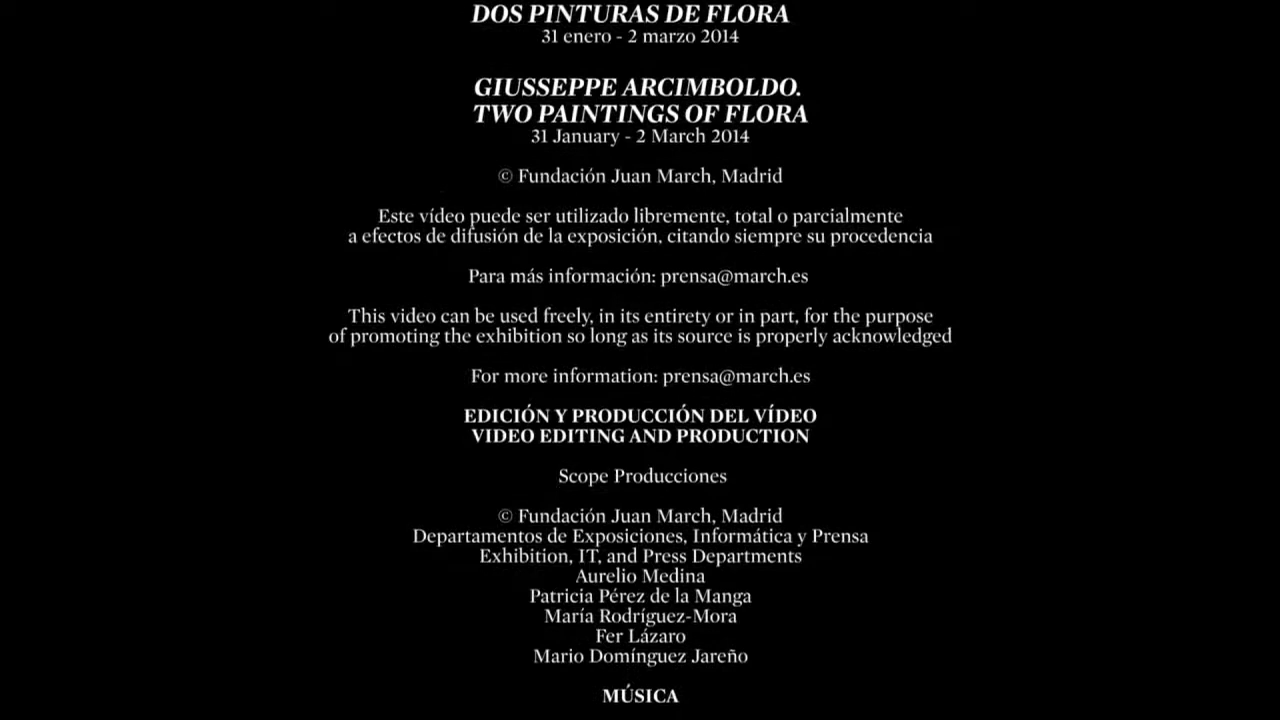 DOS PINTURAS DE FLORA
31 enero - 2 marzo 2014
GIUSSEPPE ARCIMBOLDO.
TWO PAINTINGS OF FLORA
31 January - 2 March 2014
© Fundación Juan March, Madrid
Este vídeo puede ser utilizado libremente, total o parcialmente
a efectos de difusión de la exposición, citando siempre su procedencia
Para más información: prensa@march.es
This video can be used freely, in its entirety or in part, for the purpose
of promoting the exhibition so long as its source is properly acknowledged
For more information: prensa@march.es
EDICIÓN Y PRODUCCIÓN DEL VÍDEO
VIDEO EDITING AND PRODUCTION
Scope Producciones
© Fundación Juan March, Madrid
Departamentos de Exposiciones, Informática y Prensa
Exhibition, IT, and Press Departments
Aurelio Medina
Patricia Pérez de la Manga
María Rodríguez-Mora
Fer Lázaro
Mario Domínguez Jareño
MÚSICA